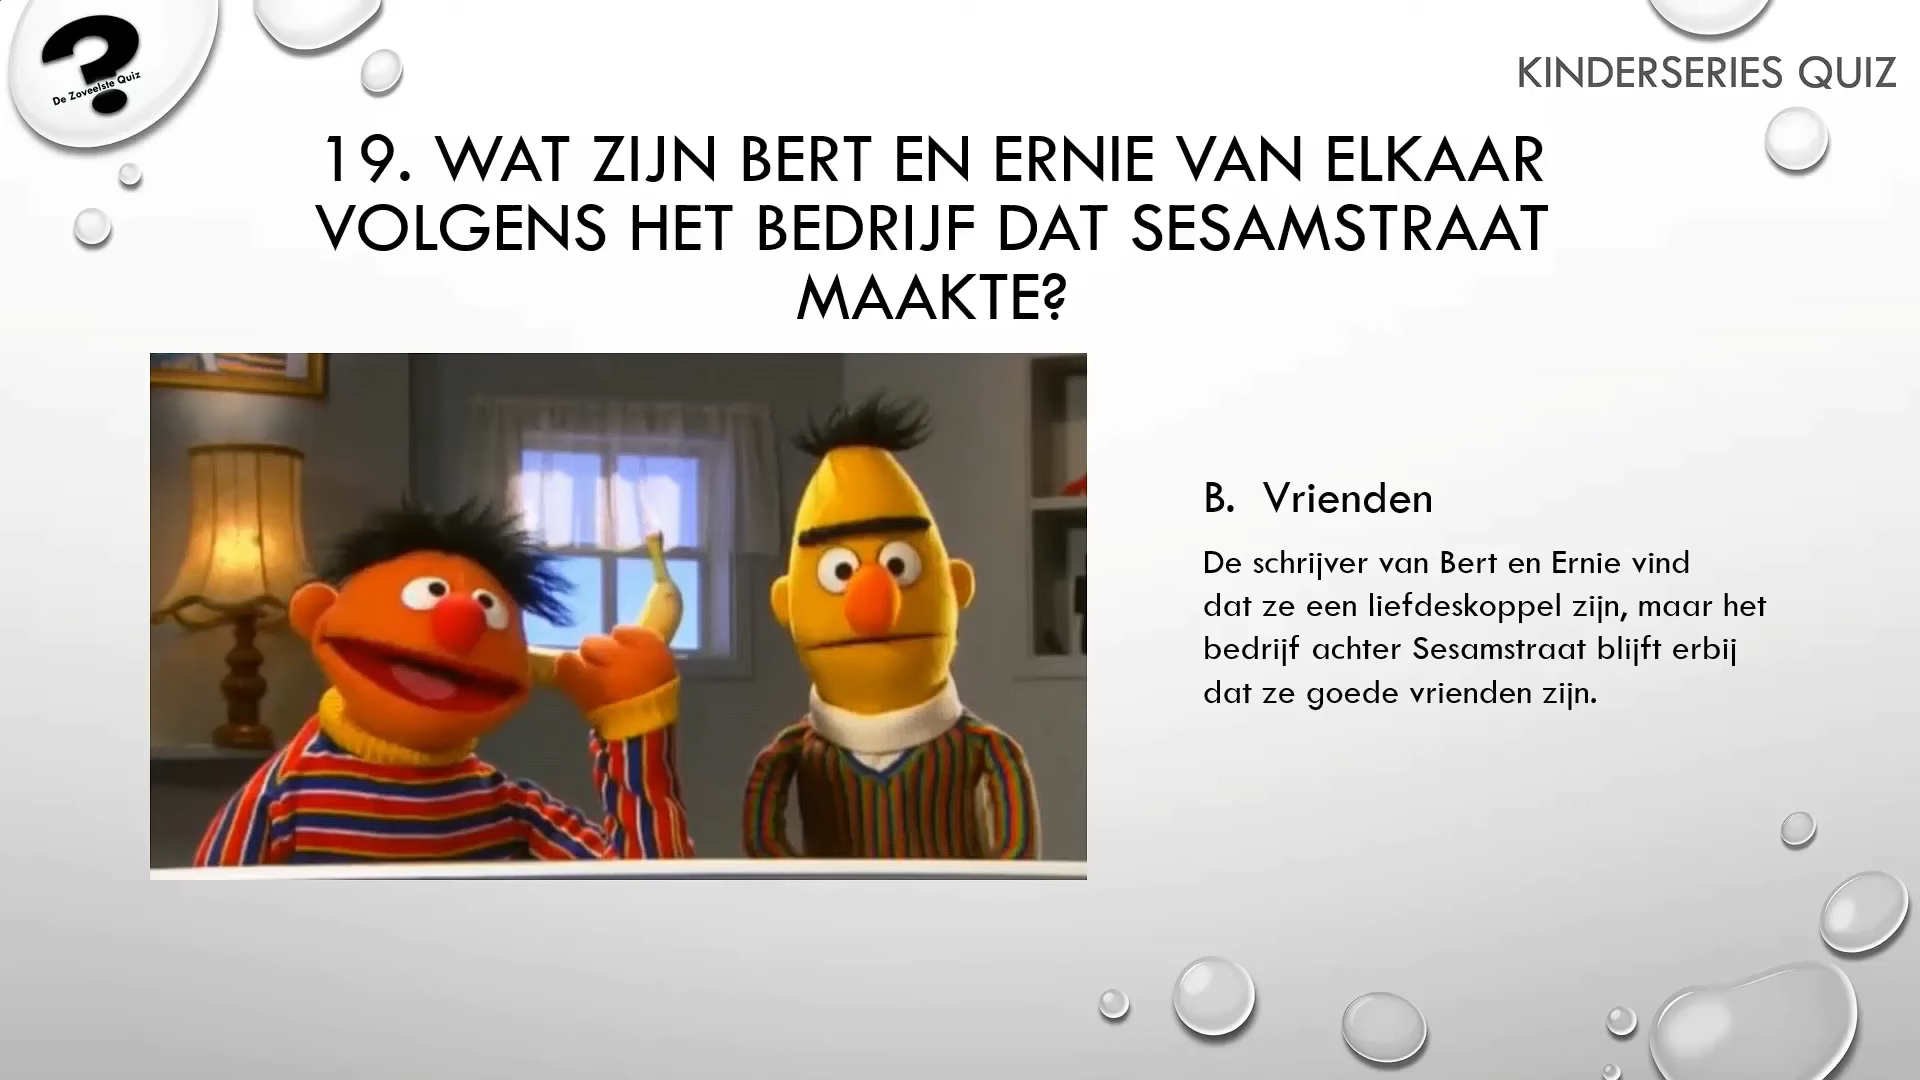 De Zoveelste Quiz
KINDERSERIES QUIZ
19. WAT ZIJN BERT EN ERNIE VAN ELKAAR
VOLGENS HET BEDRIJF DAT SESAMSTRAAT
MAAKTE?
B. Vrienden
De schrijver van Bert en Ernie vind
dat ze een liefdeskoppel zijn, maar het
bedrijf achter Sesamstraat blijft erbij
dat ze goede vrienden zijn.